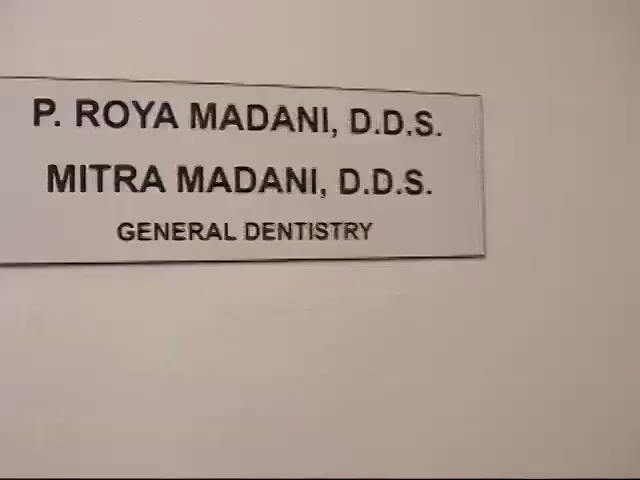 P. ROYA MADANI, D.D.S.
MITRA MADANI, D.D.S.
GENERAL DENTISTRY